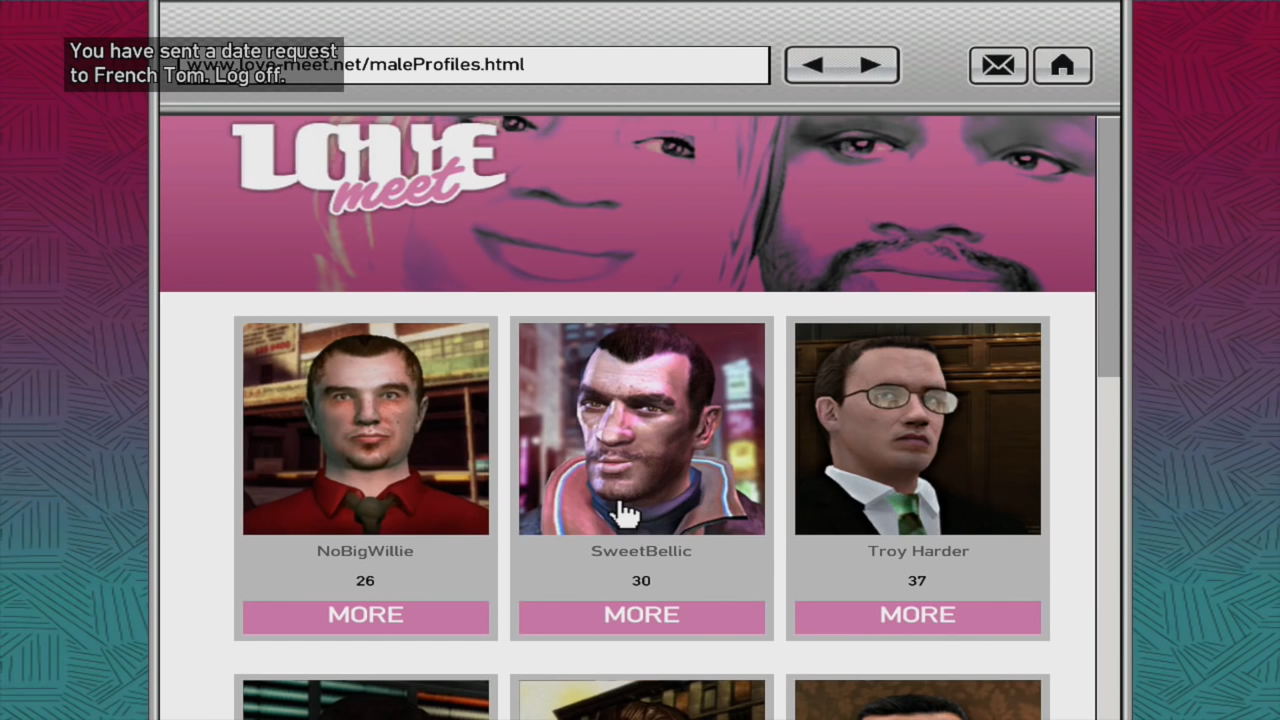 You have sent a date request
to French Tom. Log off.
www.love-meet.net/maleProfiles.html
LOVE
meet
NoBigWillie
SweetBellic
Troy Harder
26
30
37
MORE
MORE
MORE